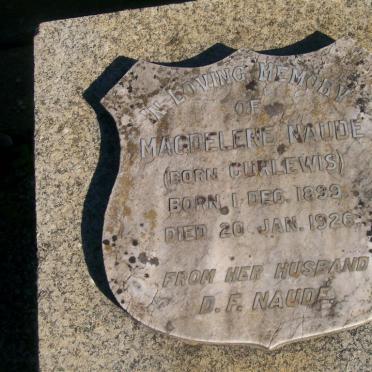 IN LOVING MEMORY
OF
MAGDELENE NAUDE
(BORN CURLEWIS)
BORN 1 DEC. 1899
DIED 20 JAN. 1926
FROM HER HUSBAND
D. F. NAUDE